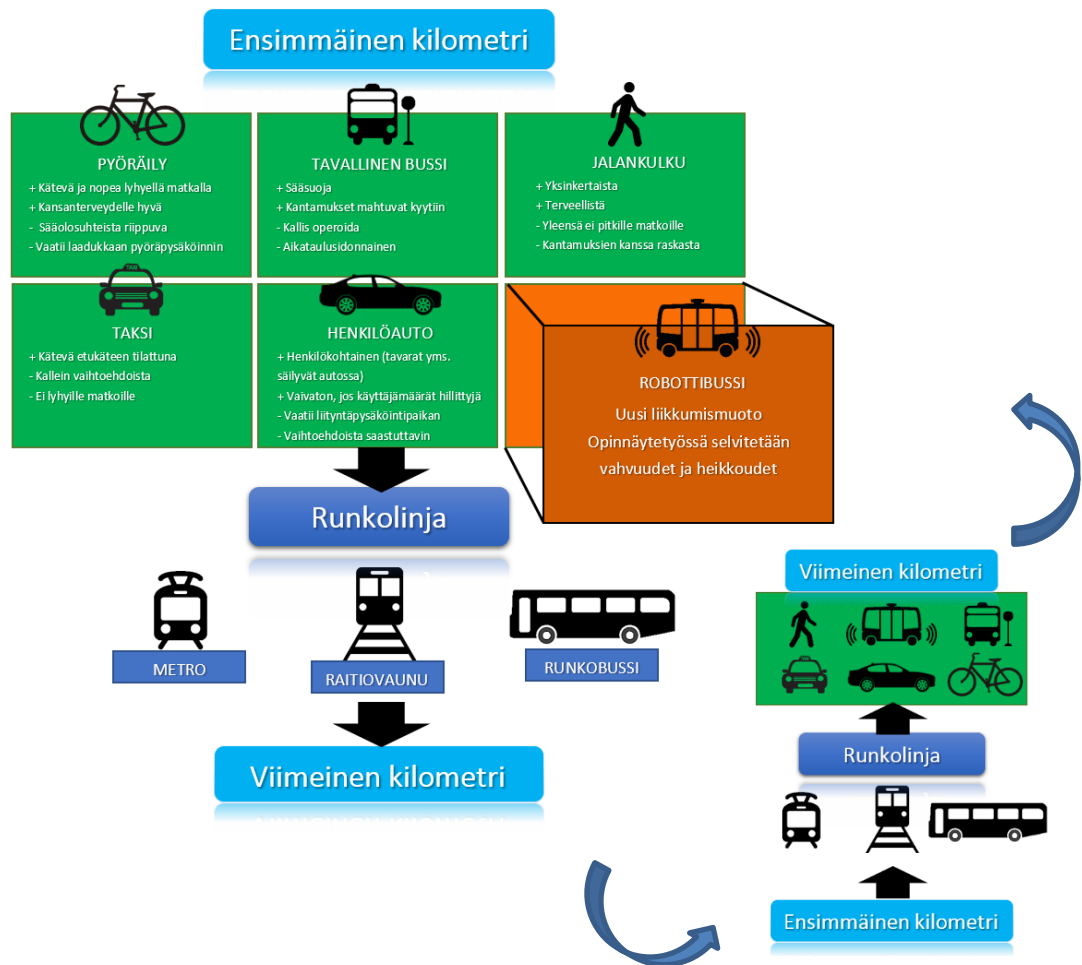 Ensimmäinen kilometri
PYÖRÄILY
+ Kätevä ja nopea lyhyellä matkalla
+ Kansanterveydelle hyvä
- Sääolosuhteista riippuva
- Vaatii laadukkaan pyöräpysäköinnin
TAVALLINEN BUSSI
+ Sääsuoja
+ Kantamukset mahtuvat kyytiin
- Kallis operoida
- Aikataulusidonnainen
JALANKULKU
+ Yksinkertaista
+ Terveellistä
- Yleensä ei pitkille matkoille
- Kantamuksien kanssa raskasta
TAXI
TAKSI
+ Kätevä etukäteen tilattuna
- Kallein vaihtoehdoista
- Ei lyhyille matkoille
HENKILÖAUTO
+ Henkilökohtainen (tavarat yms.
säilyvät autossa)
+ Vaivaton, jos käyttäjämäärät hillittyjä
- Vaatii liityntäpysäköintipaikan
- Vaihtoehdoista saastuttavin
ROBOTTIBUSSI
Uusi liikkumismuoto
Opinnäytetyössä selvitetään
vahvuudet ja heikkoudet
Runkolinja
METRO
RAITIOVAUNU
RUNKOBUSSI
Viimeinen kilometri
Viimeinen kilometri
Runkolinja
Ensimmäinen kilometri